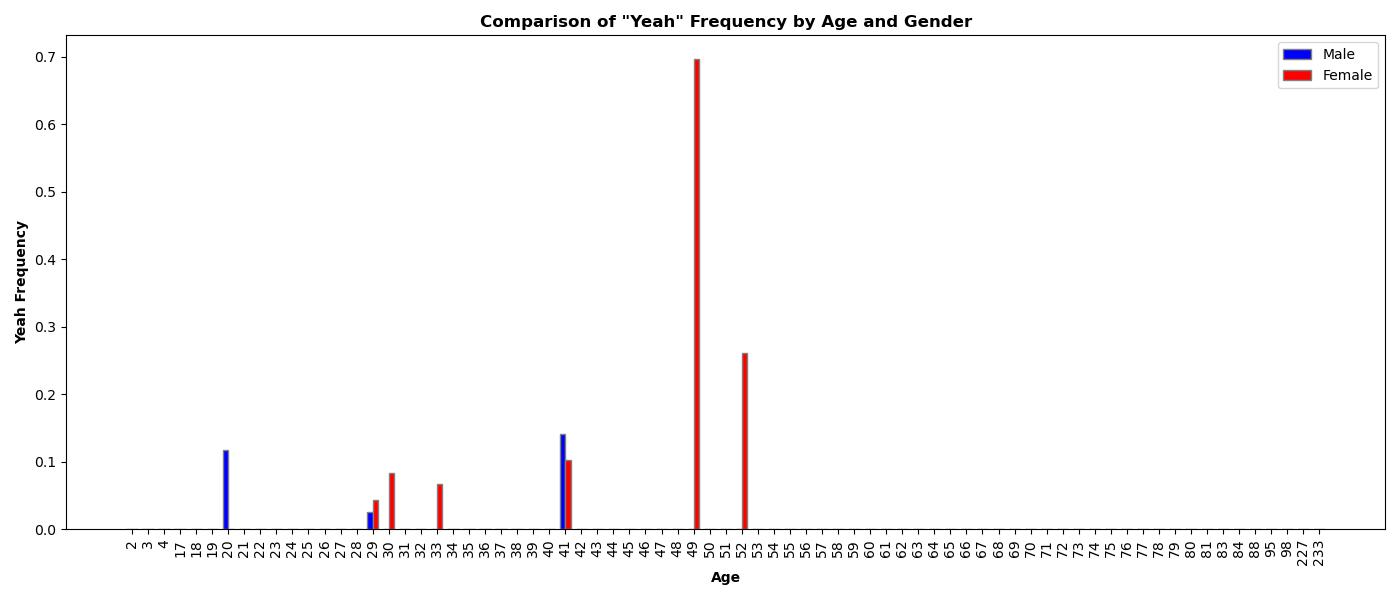 Comparison of "Yeah" Frequency by Age and Gender
Male
Female
Yeah Frequency
0.7
0.6
0.5
0.4
0.3
0.2
0.1
0.0
2 3 4 17 18 19 20 21 22 23 24 25 26 27 28 29 30 31 32 33 34 35 36 37 38 39 40 41 42 43 44 45 46 47 48 49 50 51 52 53 54 55 56 57 58 59 60 61 62 63 64 65 66 67 68 69 70 71 72 73 74 75 76 77 78 79 80 81 83 84 88 95 98 227 233
Age